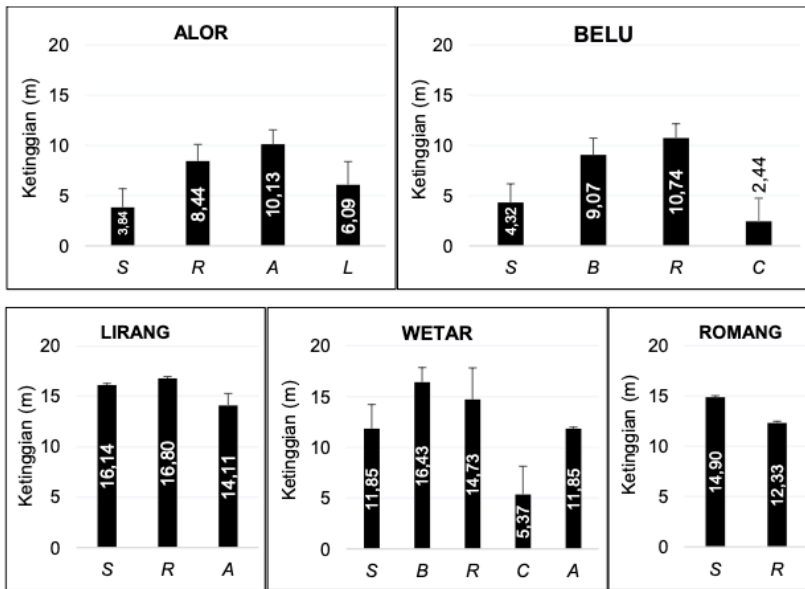 ALOR
Ketinggian (m)
20
15
10
5
0
3,84
8,44
10,13
6,09
S R A L
BELU
Ketinggian (m)
20
15
10
5
0
4,32
9,07
10,74
2,44
S B R C
LIRANG
Ketinggian (m)
20
15
10
5
0
16,14
16,80
14,11
S R A
WETAR
Ketinggian (m)
20
15
10
5
0
11,85
16,43
14,73
5,37
11,85
S B R C A
ROMANG
Ketinggian (m)
20
15
10
5
0
14,90
12,33
S R